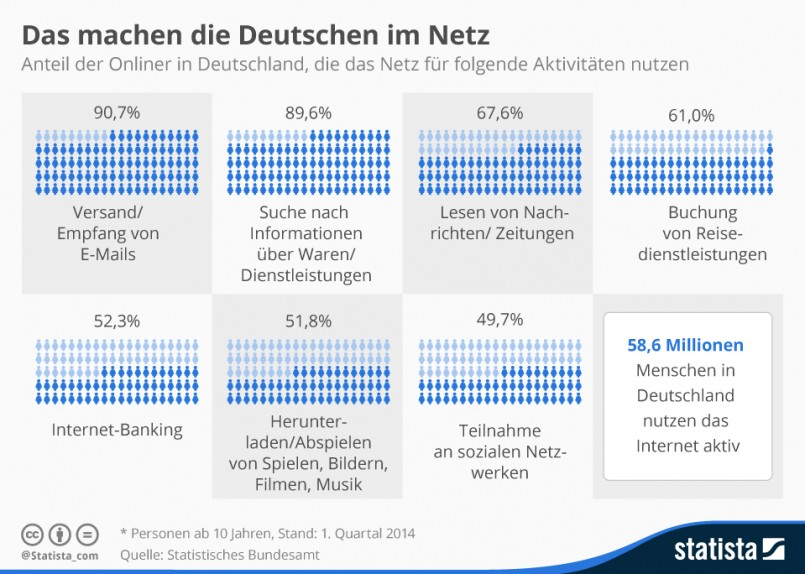 Das machen die Deutschen im Netz
Anteil der Onliner in Deutschland, die das Netz für folgende Aktivitäten nutzen
90,7%
Versand/
Empfang von
E-Mails
89,6%
Suche nach
Informationen
über Waren/
Dienstleistungen
67,6%
Lesen von Nach-
richten/ Zeitungen
61,0%
Buchung
von Reise-
dienstleistungen
52,3%
Internet-Banking
51,8%
Herunter-
laden/Abspielen
von Spielen, Bildern,
Filmen, Musik
49,7%
Teilnahme
an sozialen Netz-
werken
58,6 Millionen
Menschen in
Deutschland
nutzen das
Internet aktiv
cc
@Statista_com
* Personen ab 10 Jahren, Stand: 1. Quartal 2014
Quelle: Statistisches Bundesamt
statista